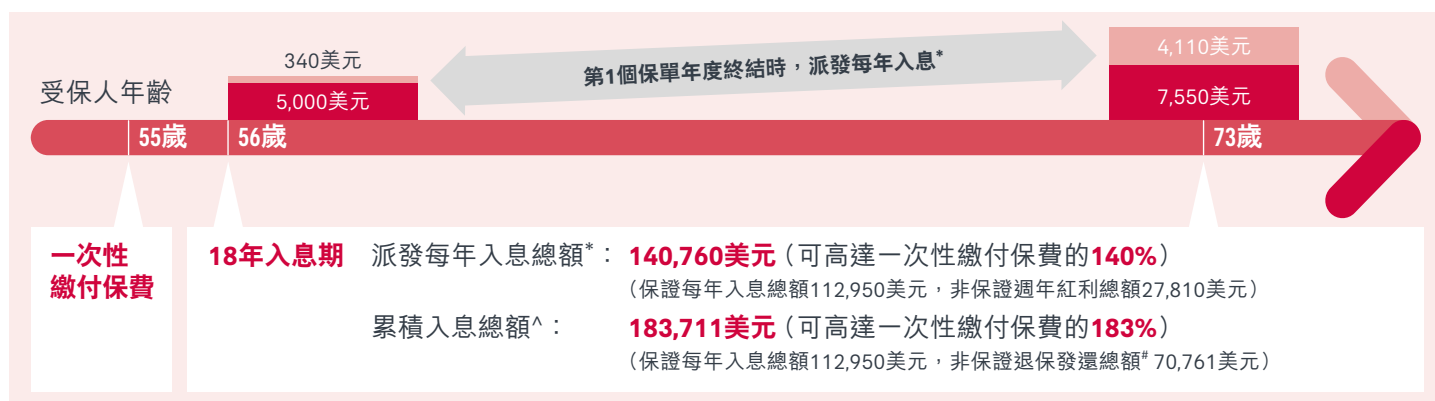 340美元
第1個保單年度終結時，派發每年入息*
4,110美元
受保人年齡
5,000美元
7,550美元
55歲
56歲
73歲
一次性
繳付保費
18年入息期 派發每年入息總額*： 140,760美元（可高達一次性繳付保費的140%）
（保證每年入息總額112,950美元，非保證週年紅利總額27,810美元）
累積入息總額^： 183,711美元（可高達一次性繳付保費的183%）
（保證每年入息總額112,950美元，非保證退保發還總額# 70,761美元）